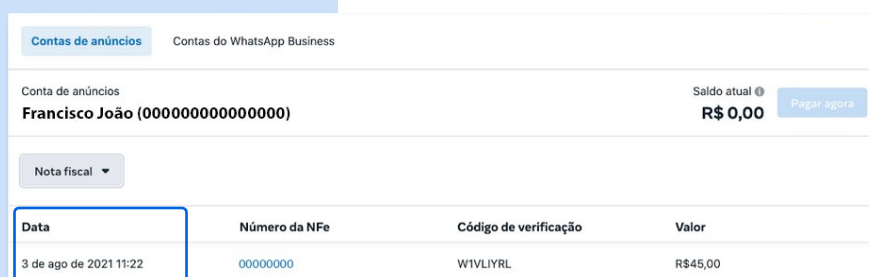 Contas de anúncios Contas do WhatsApp Business
Conta de anúncios Saldo atual
Francisco João (000000000000000) R$ 0,00 Pagar agora
Nota fiscal
Data Número da NFe Código de verificação Valor
3 de ago de 2021 11:22 00000000 W1VLIYRL R$45,00